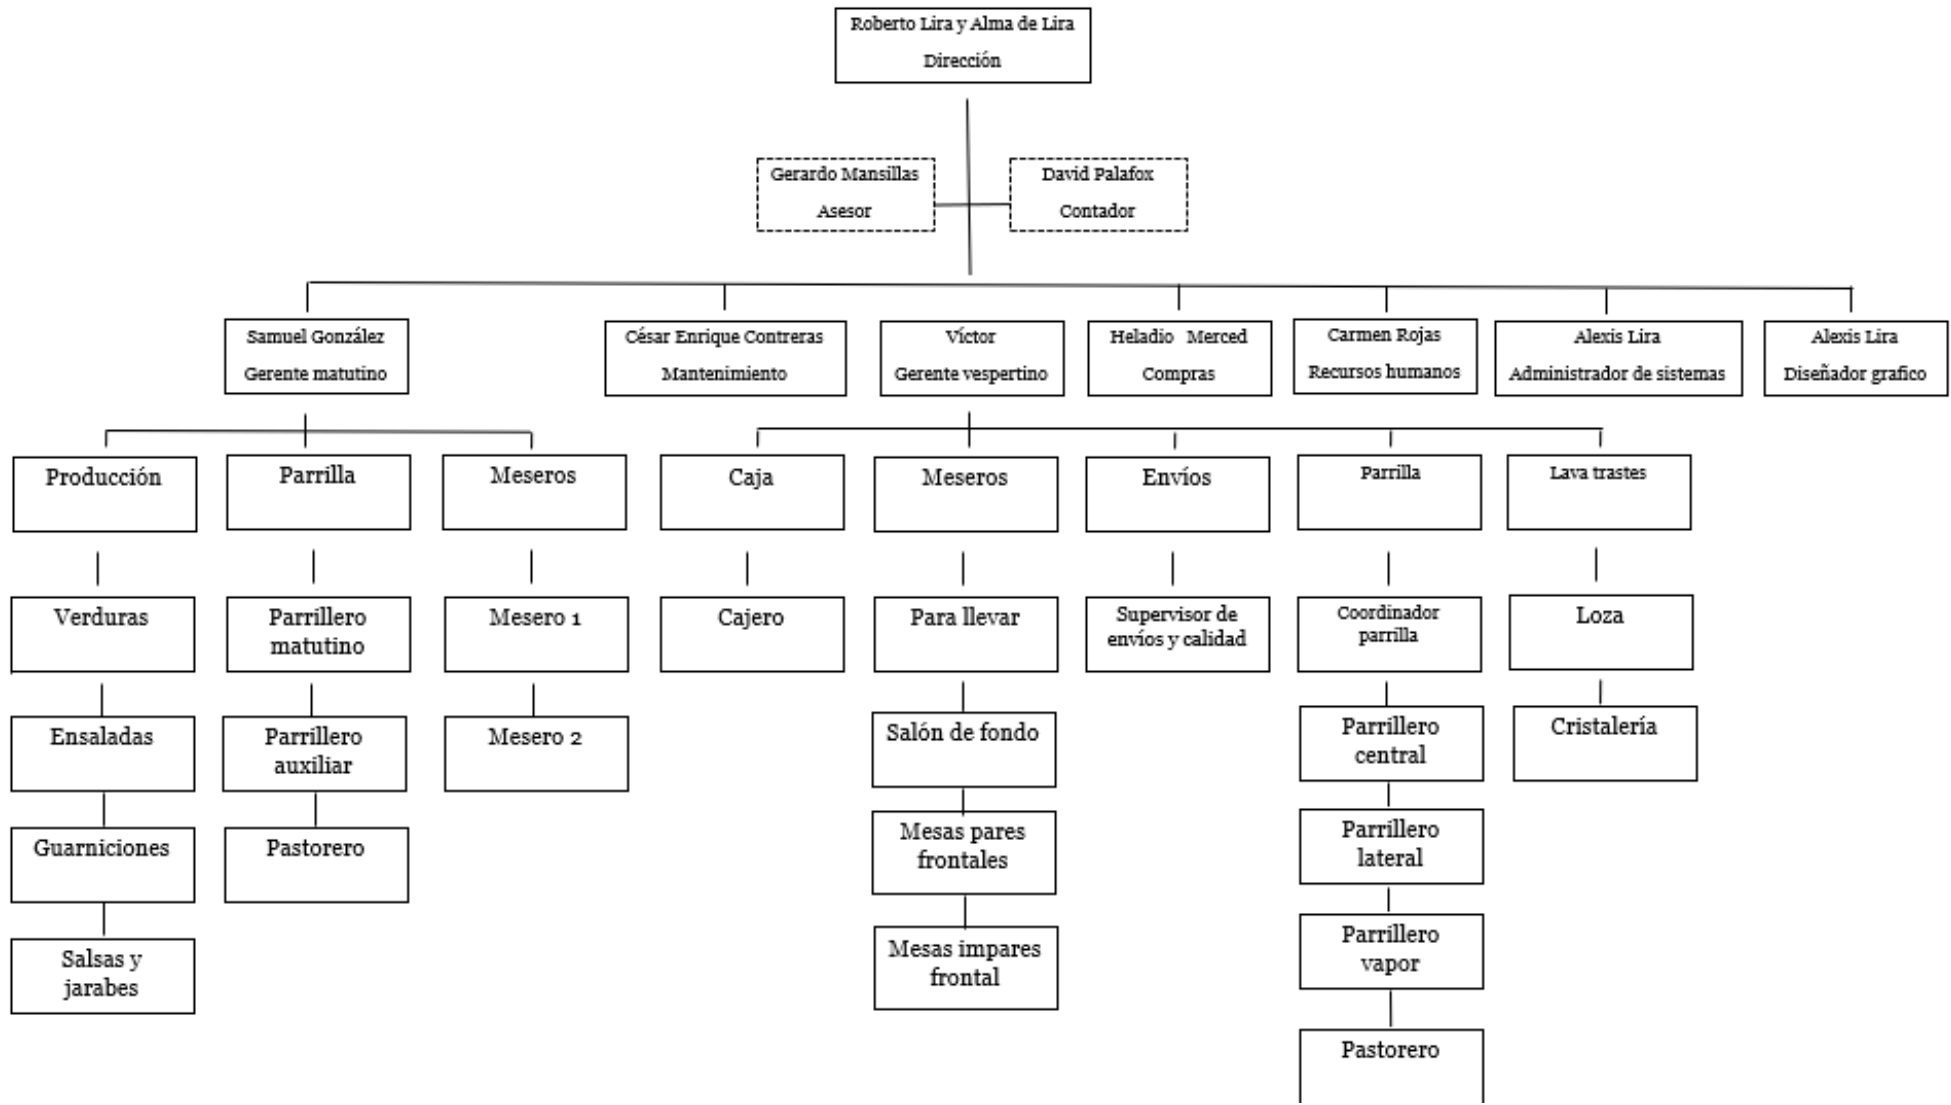 Roberto Lira y Alma de Lira
Dirección
Gerardo Mansillas
Asesor
David Palafox
Contador
Samuel González
Gerente matutino
César Enrique Contreras
Mantenimiento
Víctor
Gerente vespertino
Heladio Merced
Compras
Carmen Rojas
Recursos humanos
Alexis Lira
Administrador de sistemas
Alexis Lira
Diseñador grafico
Producción
Parrilla
Meseros
Caja
Meseros
Envíos
Parrilla
Lava trastes
Verduras
Parrillero
matutino
Mesero 1
Cajero
Para llevar
Supervisor de
envíos y calidad
Coordinador
parrilla
Loza
Ensaladas
Parrillero
auxiliar
Mesero 2
Salón de fondo
Parrillero
central
Cristalería
Guarniciones
Pastorero
Mesas pares
frontales
Parrillero
lateral
Salsas y
jarabes
Mesas impares
frontal
Parrillero
vapor
Pastorero